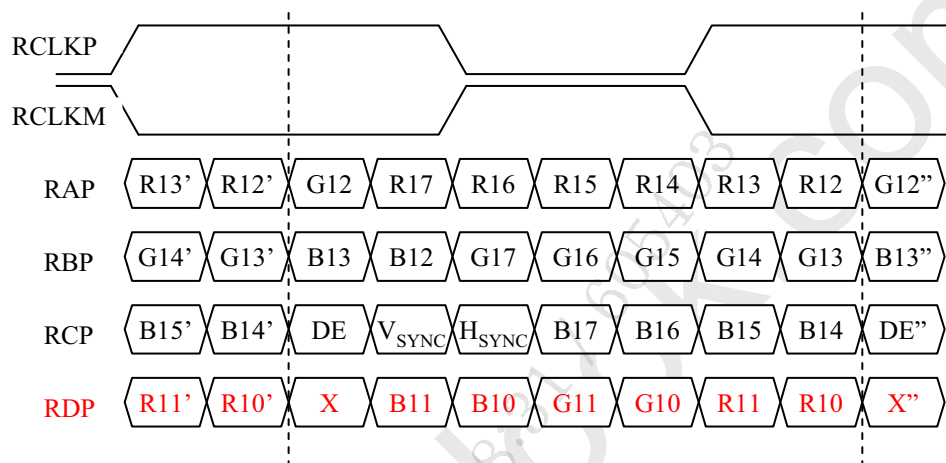 RCLKP
RCLKM
RAP R13’ R12’ G12 R17 R16 R15 R14 R13 R12 G12”
RBP G14’ G13’ B13 B12 G17 G16 G15 G14 G13 B13”
RCP B15’ B14’ DE VSYNC HSYNC B17 B16 B15 B14 DE”
RDP R11’ R10’ X B11 B10 G11 G10 R11 R10 X”